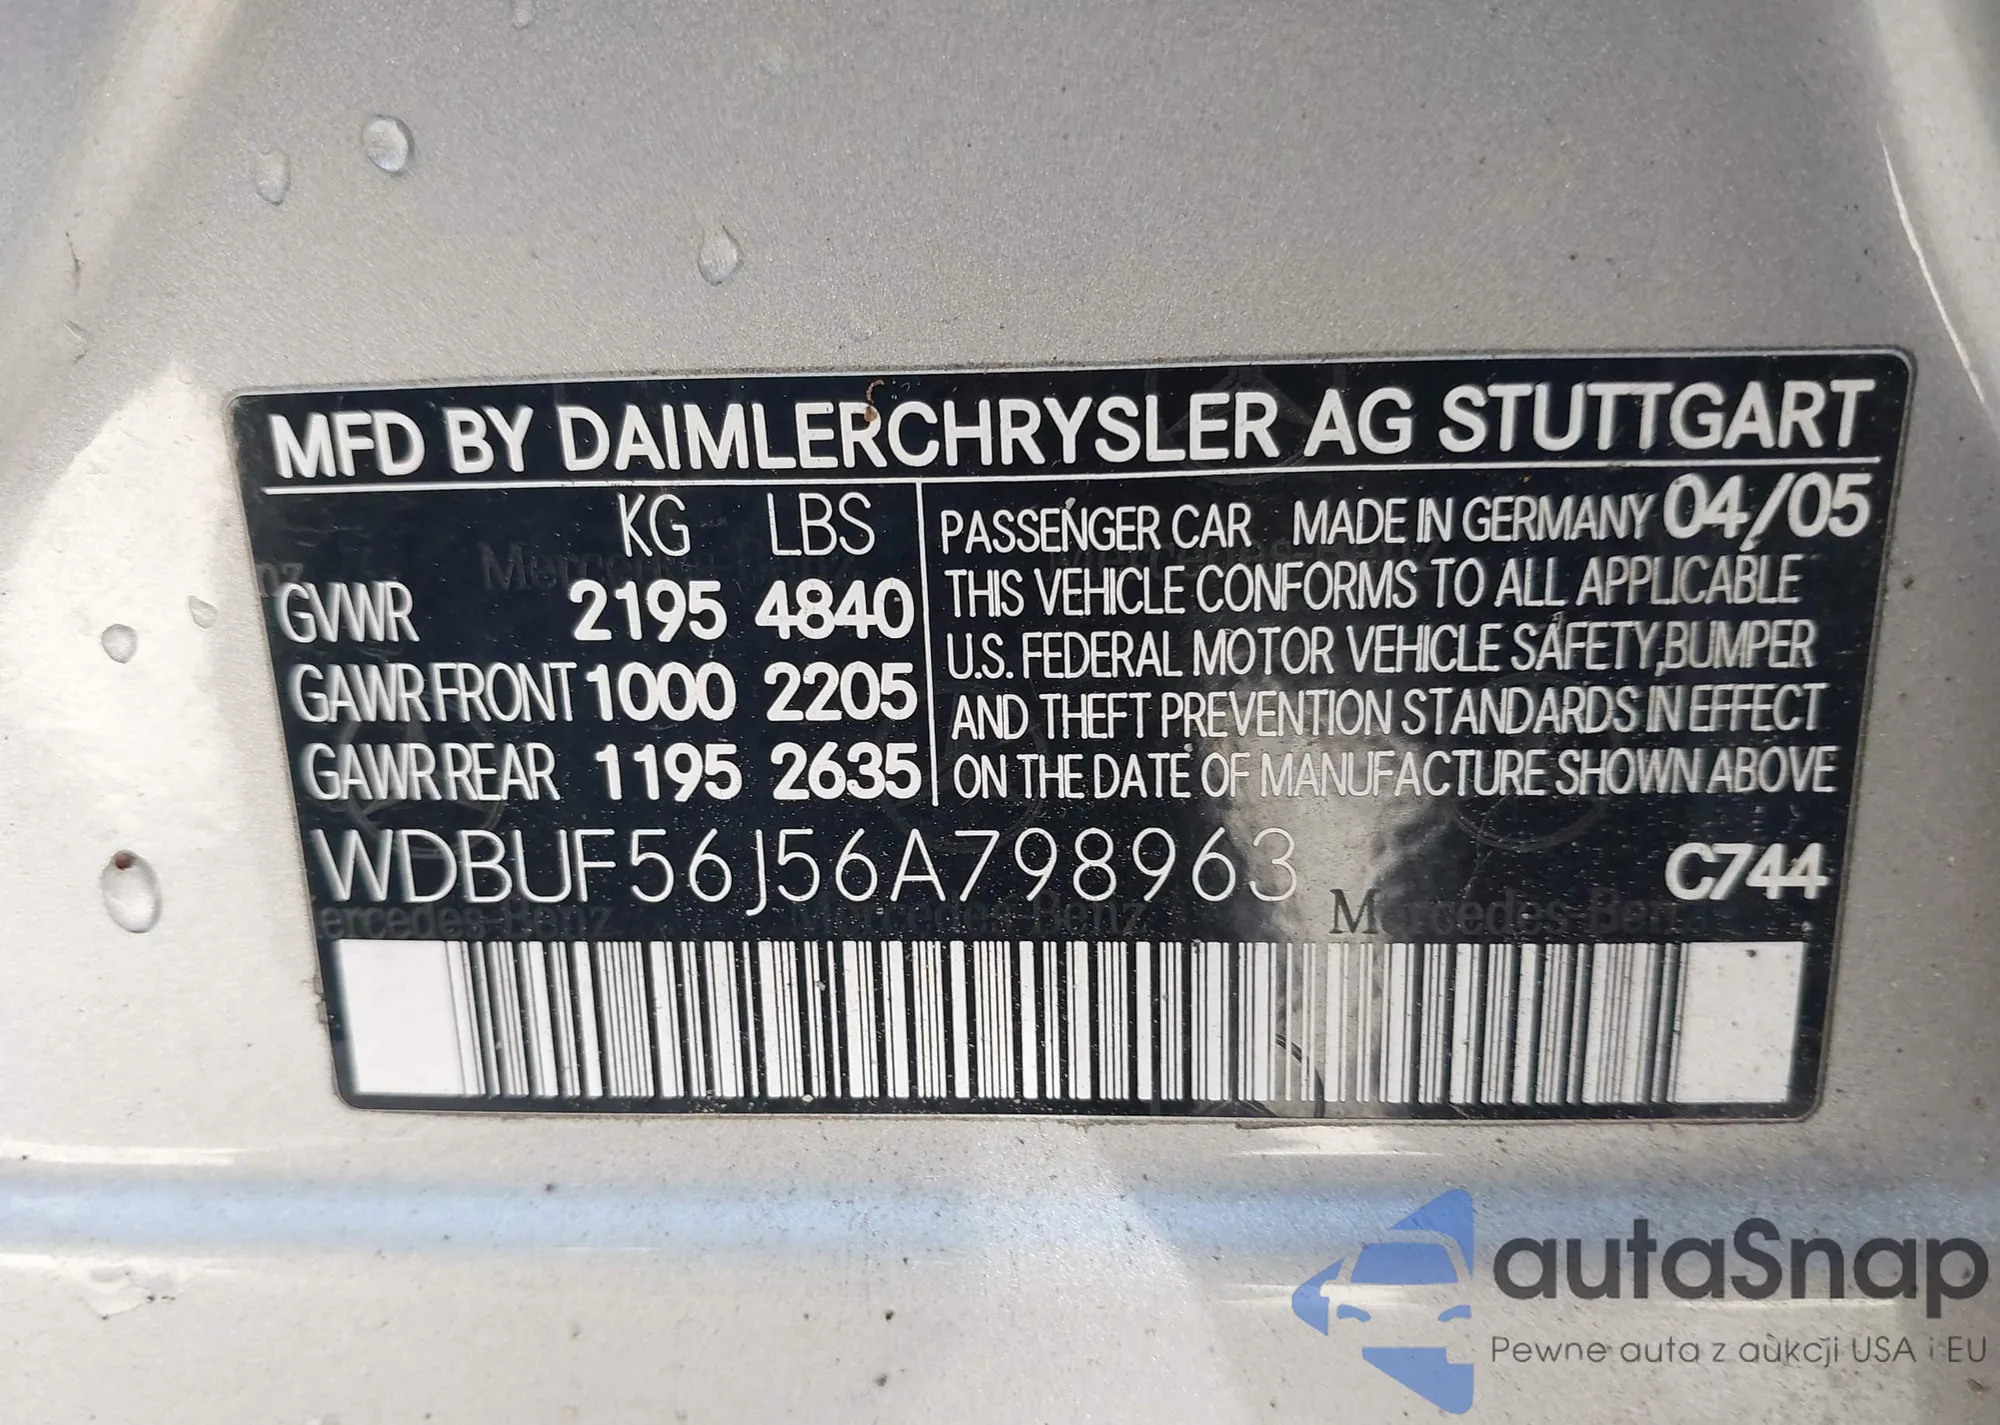 MFD BY DAIMLERCHRYSLER AG STUTTGART
KG LBS
GVWR 2195 4840
GAWR FRONT 1000 2205
GAWR REAR 1195 2635
PASSENGER CAR MADE IN GERMANY 04/05
THIS VEHICLE CONFORMS TO ALL APPLICABLE
U.S. FEDERAL MOTOR VEHICLE SAFETY, BUMPER
AND THEFT PREVENTION STANDARDS IN EFFECT
ON THE DATE OF MANUFACTURE SHOWN ABOVE
WDBUF56J56A798963 C744
Mercedes-Benz
autaSnap
Pewne auta z aukcji USA i EU